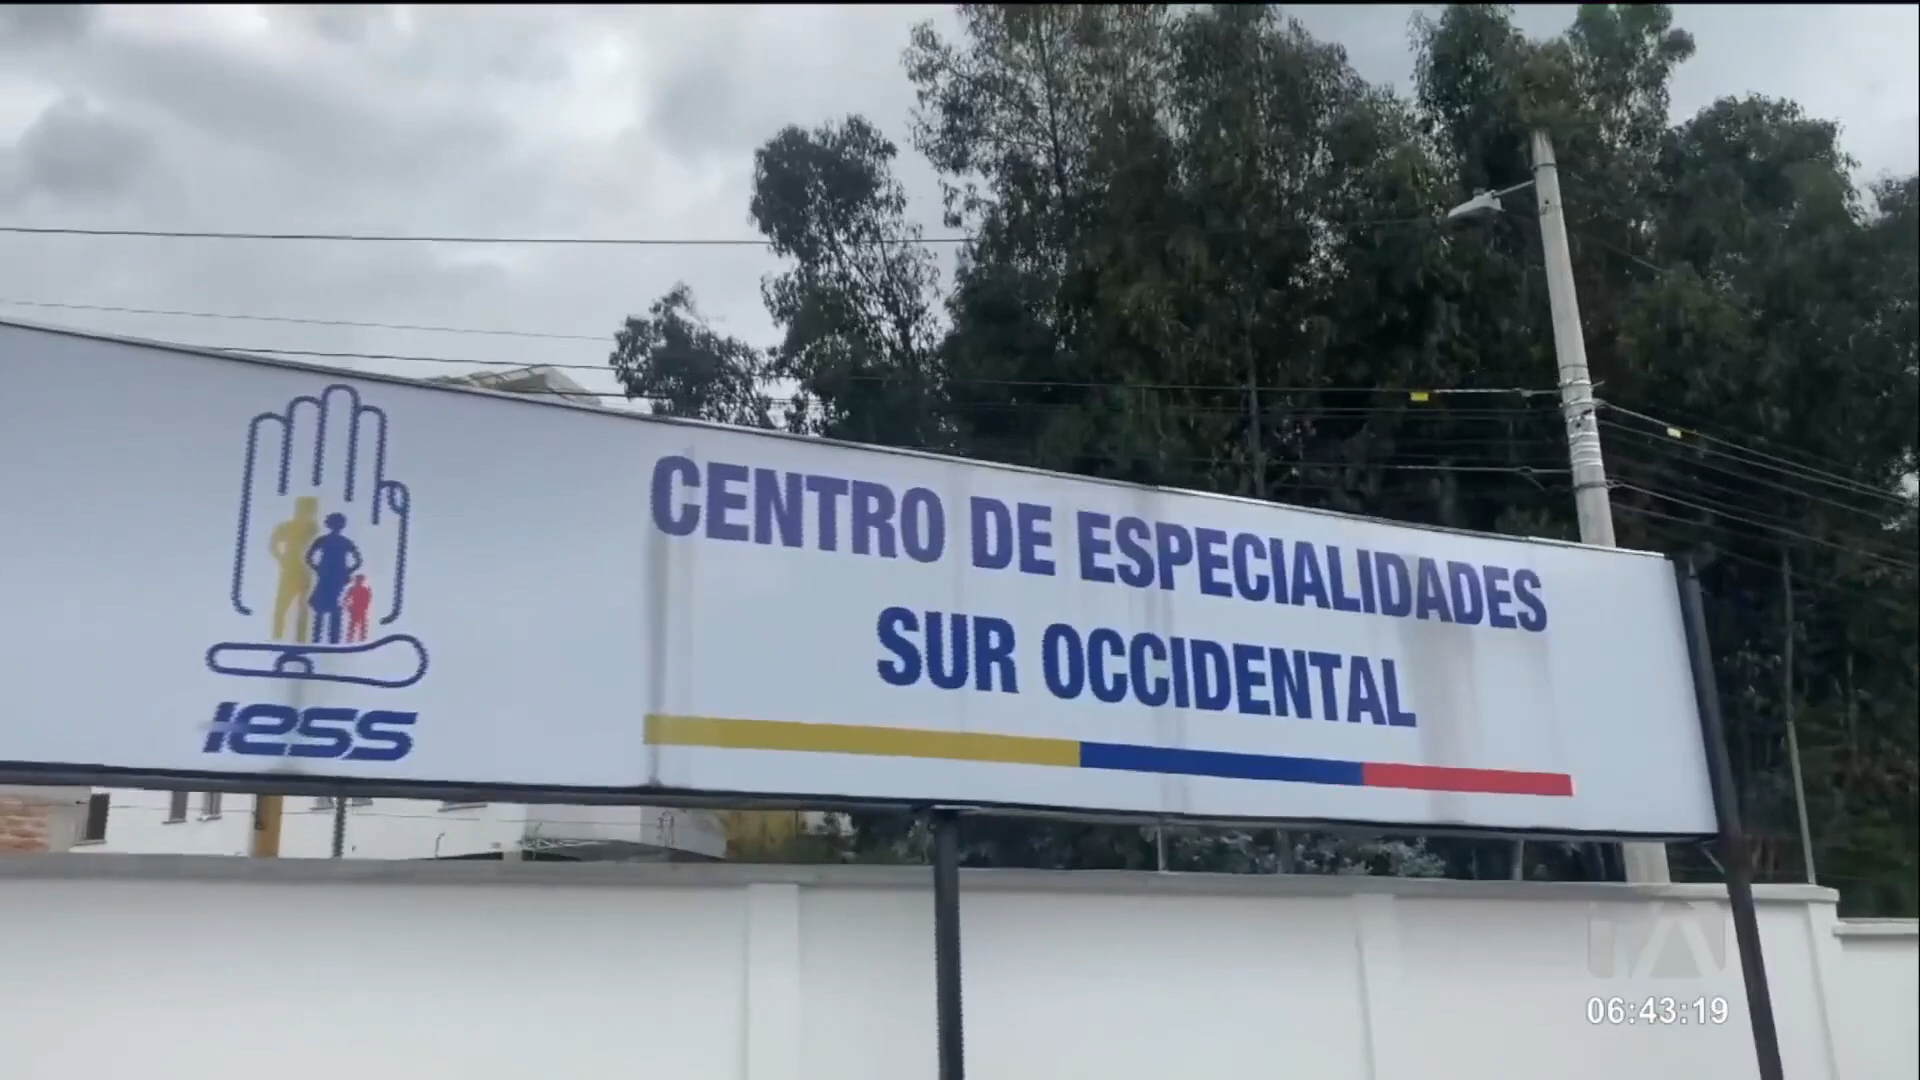 CENTRO DE ESPECIALIDADES
SUR OCCIDENTAL
IESS
06:43:19